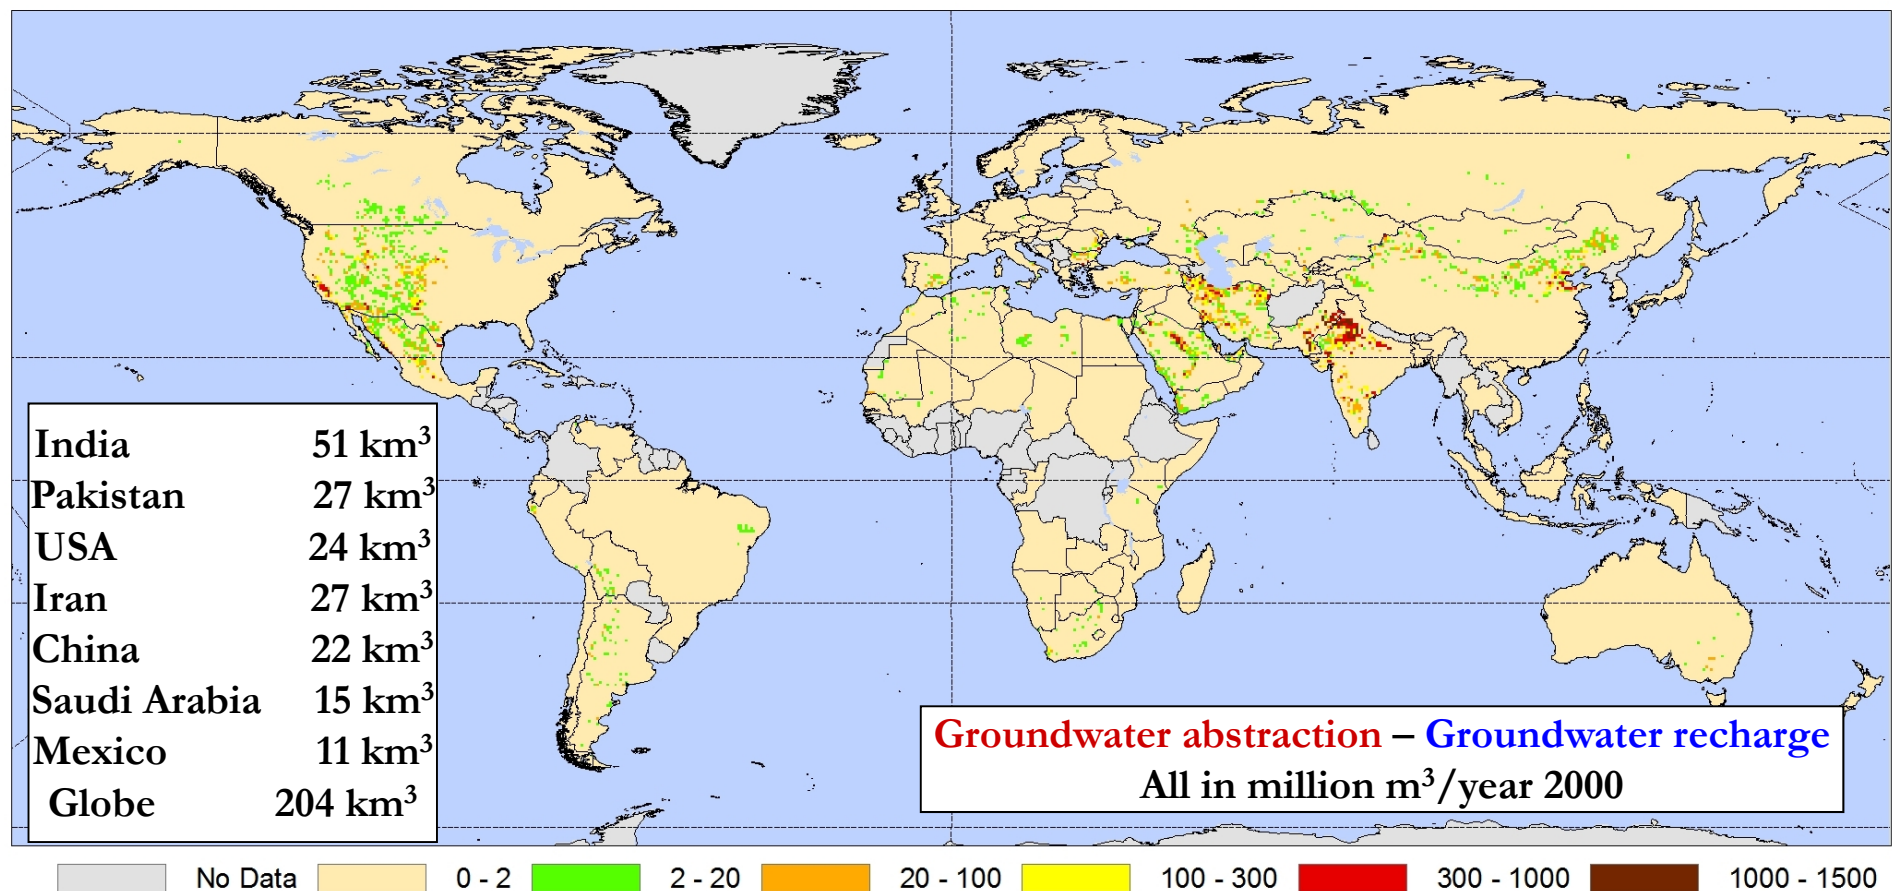 India 51 km³
Pakistan 27 km³
USA 24 km³
Iran 27 km³
China 22 km³
Saudi Arabia 15 km³
Mexico 11 km³
Globe 204 km³
Groundwater abstraction – Groundwater recharge
All in million m³/year 2000
No Data 0 - 2 2 - 20 20 - 100 100 - 300 300 - 1000 1000 - 1500